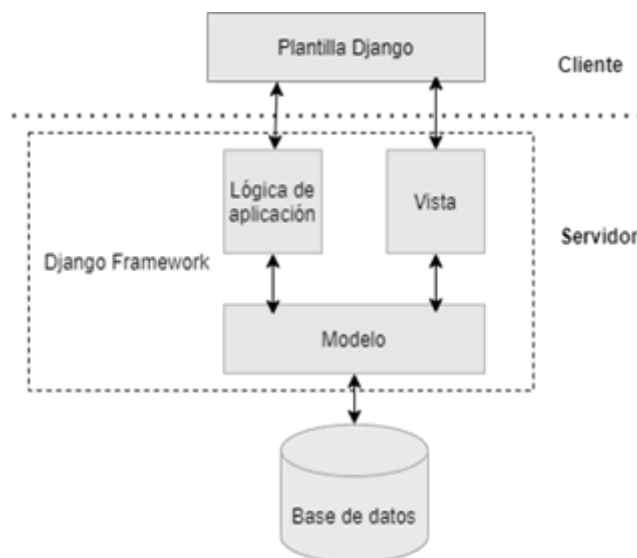 Plantilla Django
Cliente
Lógica de
aplicación
Vista
Servidor
Django Framework
Modelo
Base de datos